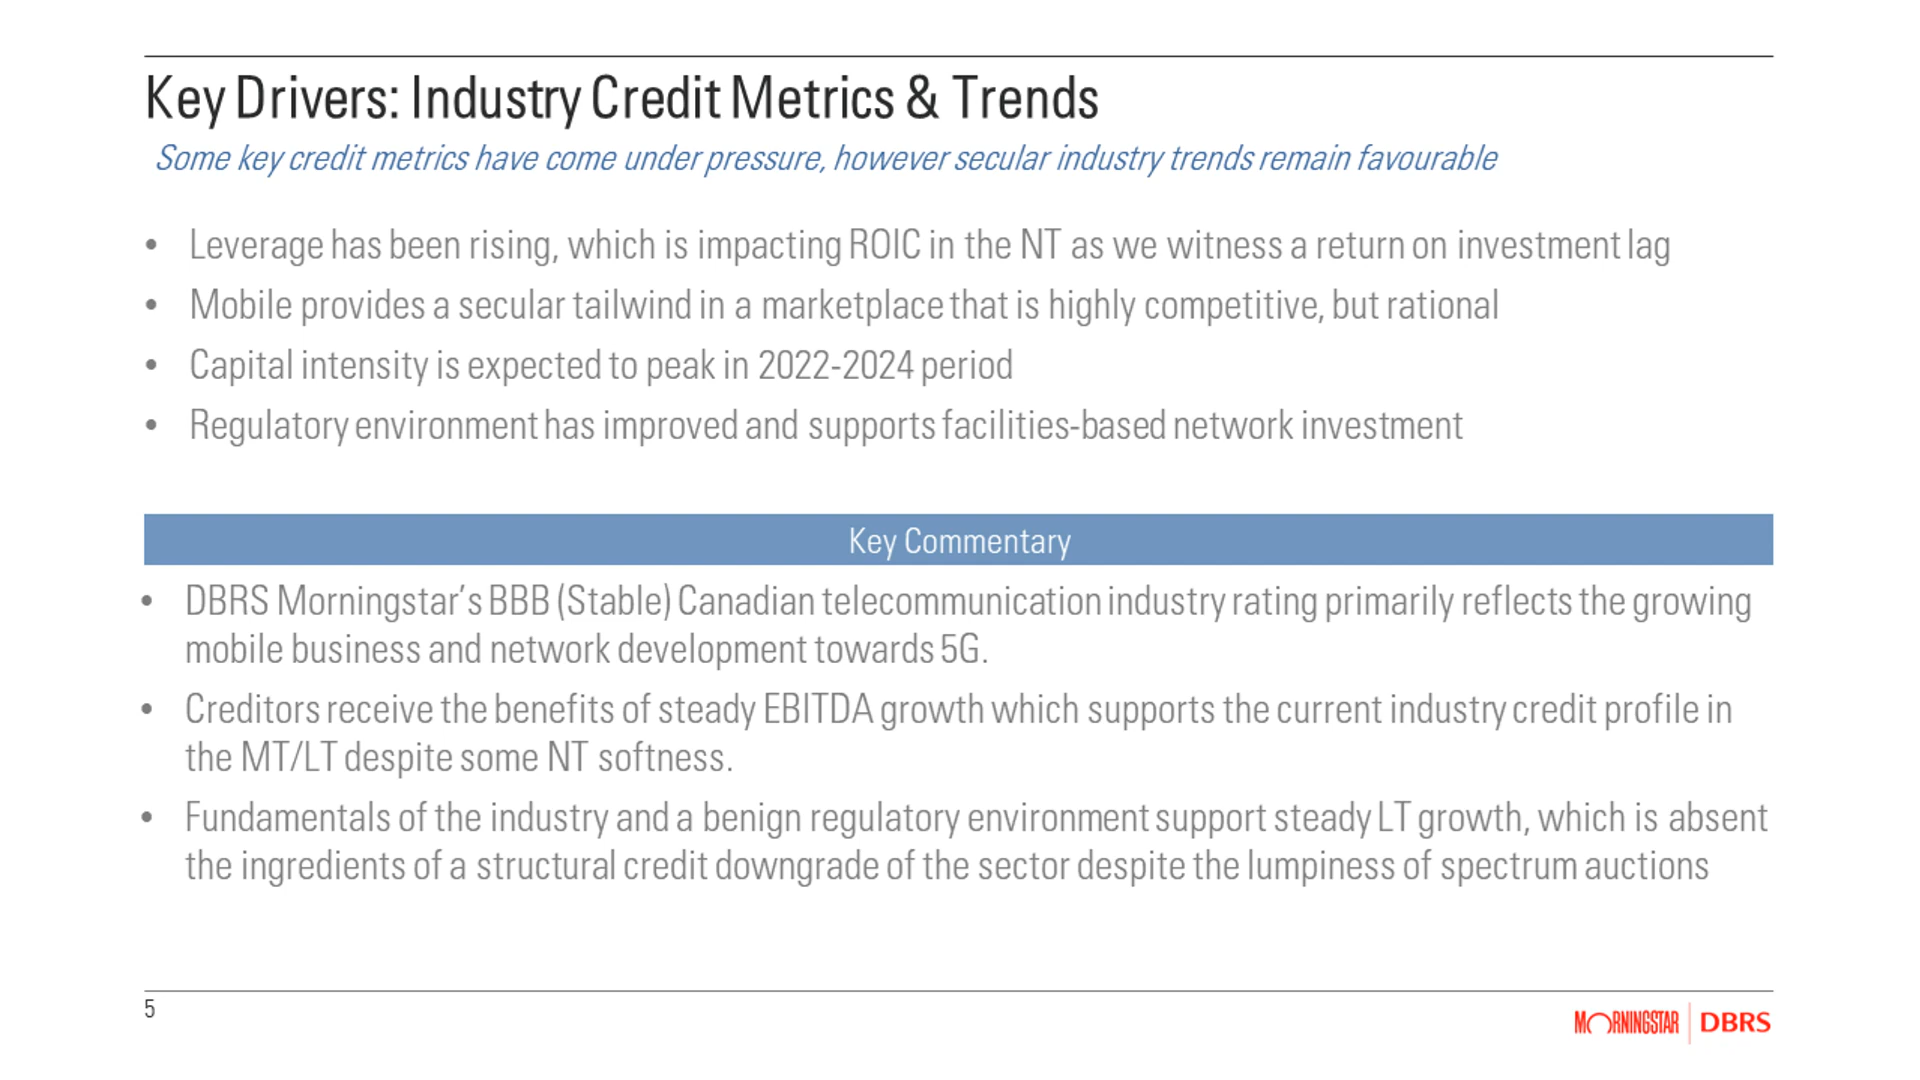 Key Drivers: Industry Credit Metrics & Trends
Some key credit metrics have come under pressure, however secular industry trends remain favourable
• Leverage has been rising, which is impacting ROIC in the NT as we witness a return on investment lag
• Mobile provides a secular tailwind in a marketplace that is highly competitive, but rational
• Capital intensity is expected to peak in 2022-2024 period
• Regulatory environment has improved and supports facilities-based network investment
Key Commentary
• DBRS Morningstar’s BBB (Stable) Canadian telecommunication industry rating primarily reflects the growing
mobile business and network development towards 5G.
• Creditors receive the benefits of steady EBITDA growth which supports the current industry credit profile in
the MT/LT despite some NT softness.
• Fundamentals of the industry and a benign regulatory environment support steady LT growth, which is absent
the ingredients of a structural credit downgrade of the sector despite the lumpiness of spectrum auctions
5
MORNINGSTAR | DBRS